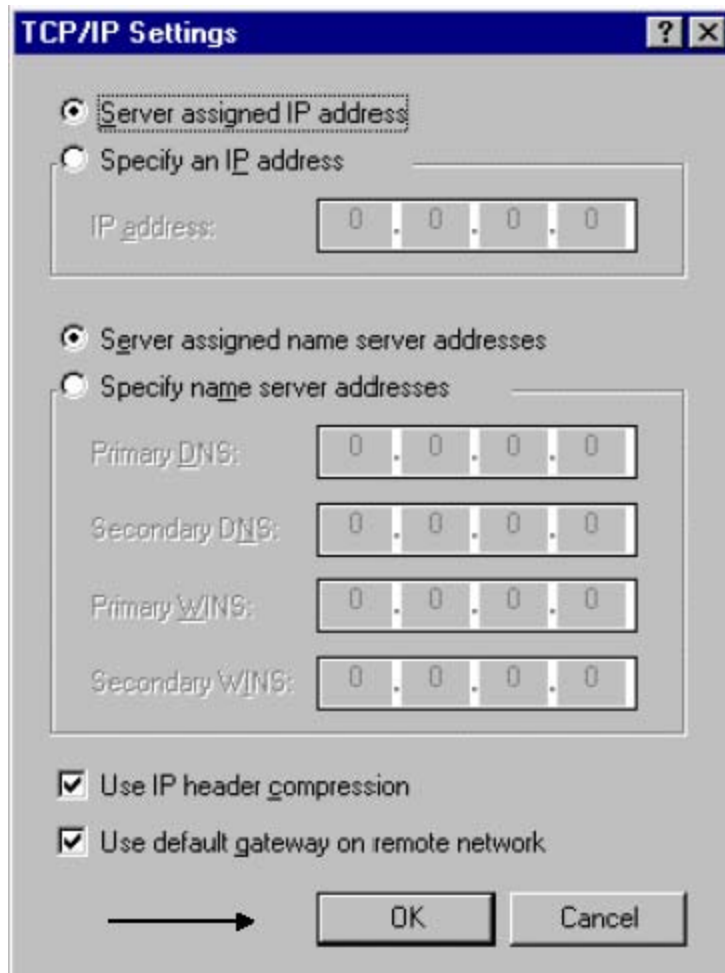 TCP/IP Settings
Server assigned IP address
Specify an IP address
IP address: 0 . 0 . 0 . 0
Server assigned name server addresses
Specify name server addresses
Primary DNS: 0 . 0 . 0 . 0
Secondary DNS: 0 . 0 . 0 . 0
Primary WINS: 0 . 0 . 0 . 0
Secondary WINS: 0 . 0 . 0 . 0
Use IP header compression
Use default gateway on remote network
OK Cancel